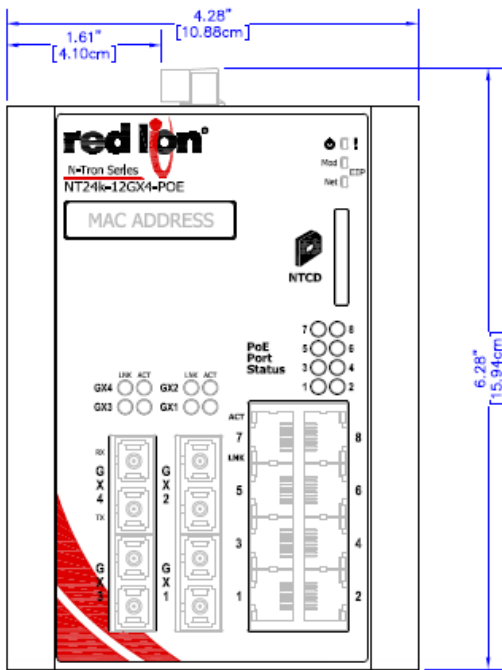 4.28"
[10.88cm]
1.61"
[4.10cm]
6.28"
[15.94cm]
red lion®
N-Tron Series
NT24k-12GX4-POE
MAC ADDRESS
!
Mod
EIP
Net
NTCD
PoE
Port
Status
7 8
5 6
3 4
1 2
LNK ACT LNK ACT
GX4 GX2
GX3 GX1
ACT
7 8
LNK
5 6
3 4
1 2
RX
GX4
TX
GX2
GX3
GX1